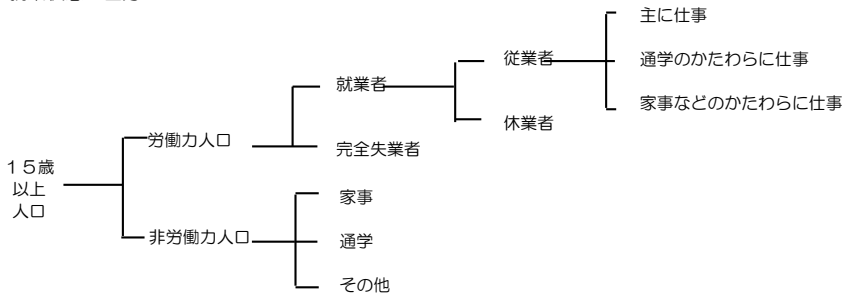 主に仕事
従業者
通学のかたわらに仕事
就業者
家事などのかたわらに仕事
休業者
労働力人口
完全失業者
15歳
以上
人口
家事
非労働力人口
通学
その他